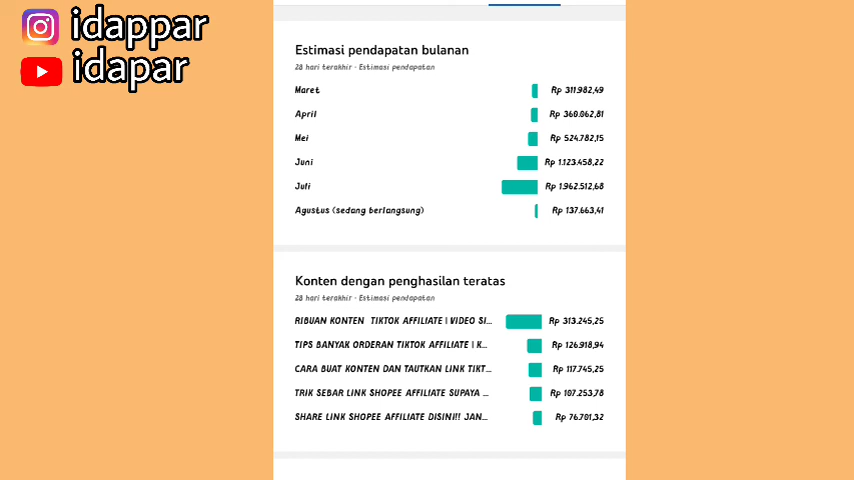 idappar
idapar
Estimasi pendapatan bulanan
28 hari terakhir · Estimasi pendapatan
Maret Rp 311.982,49
April Rp 360.062,81
Mei Rp 524.782,15
Juni Rp 1.123.458,22
Juli Rp 1.962.512,68
Agustus (sedang berlangsung) Rp 137.663,41
Konten dengan penghasilan teratas
28 hari terakhir · Estimasi pendapatan
RIBUAN KONTEN TIKTOK AFFILIATE | VIDEO SI... Rp 313.245,25
TIPS BANYAK ORDERAN TIKTOK AFFILIATE | K... Rp 126.918,94
CARA BUAT KONTEN DAN TAUTKAN LINK TIKT... Rp 117.745,25
TRIK SEBAR LINK SHOPEE AFFILIATE SUPAYA ... Rp 107.253,78
SHARE LINK SHOPEE AFFILIATE DISINI!! JAN... Rp 76.701,32